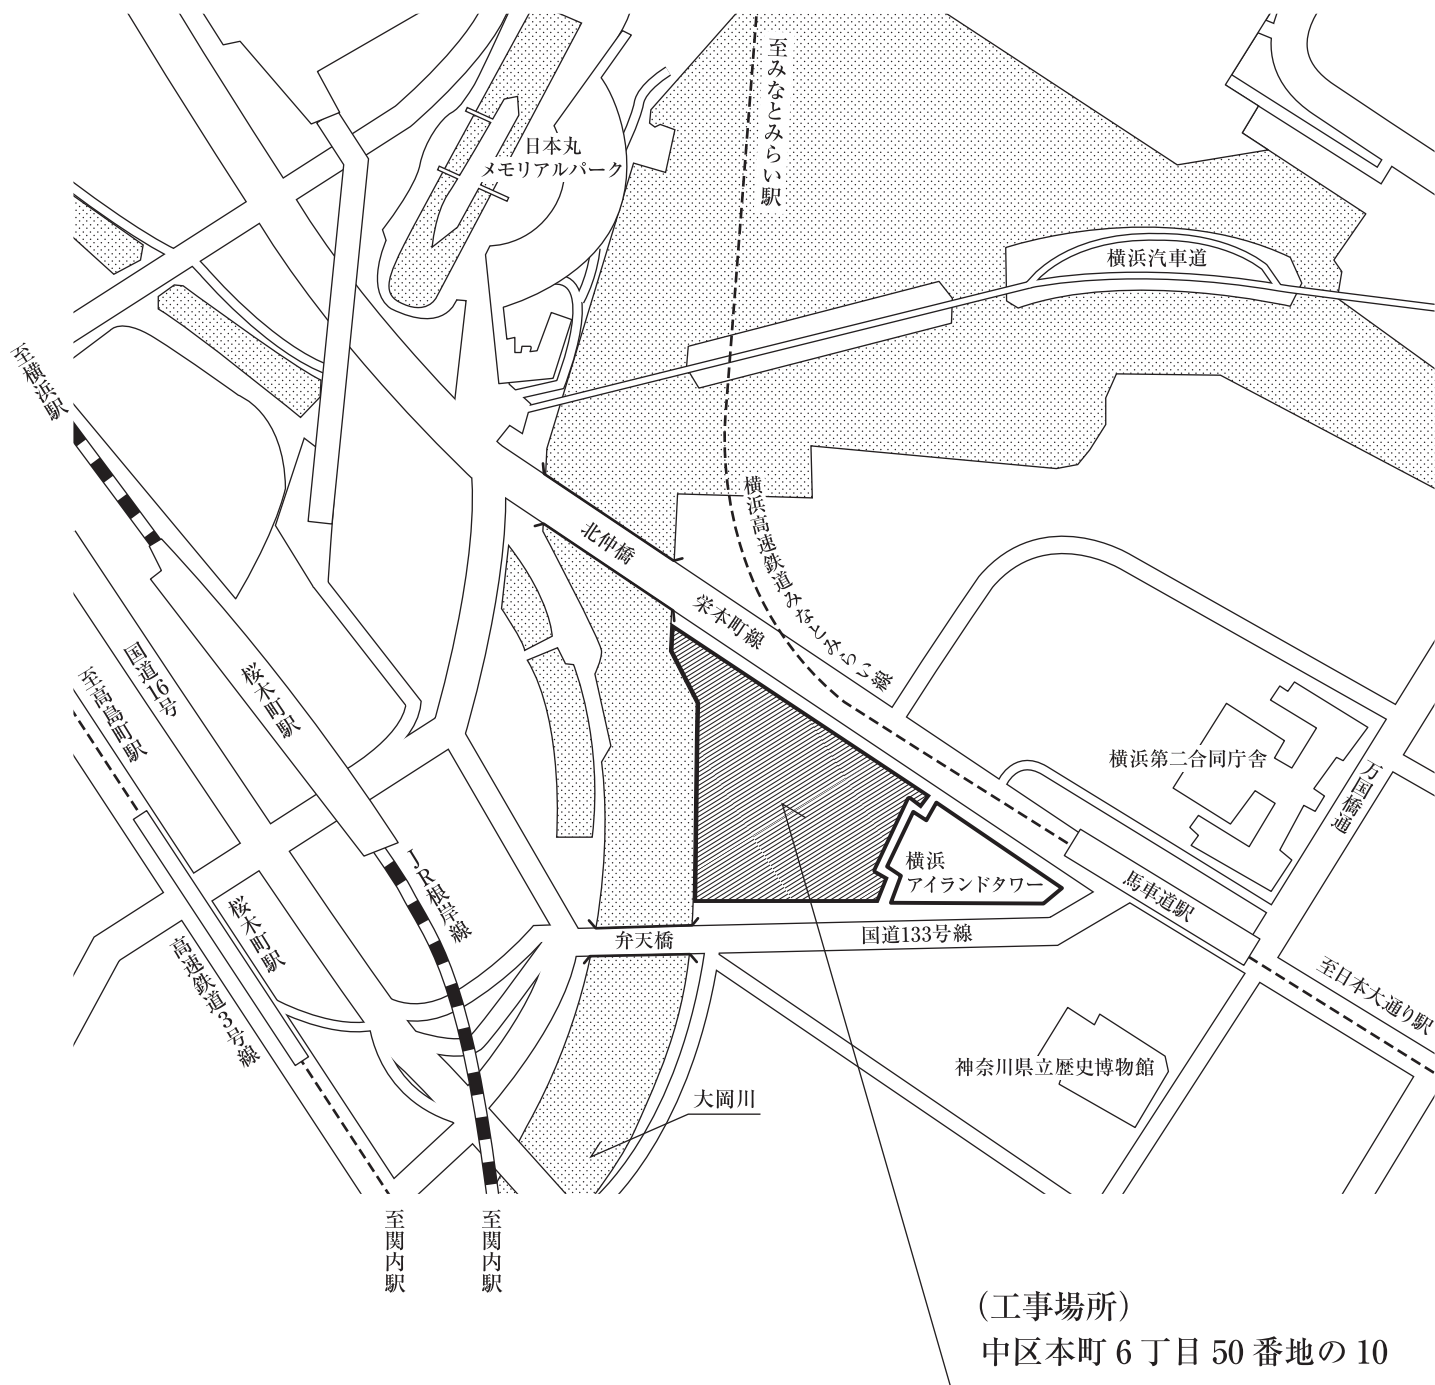 至みなとみらい駅
日本丸
メモリアルパーク
横浜汽車道
至横浜駅
横浜高速鉄道みなとみらい線
北仲橋
栄本町線
国道16号
至高島町駅
桜木町駅
横浜第二合同庁舎
万国橋通
横浜
アイランドタワー
馬車道駅
JR根岸線
桜木町駅
高速鉄道3号線
弁天橋
国道133号線
至日本大通り駅
神奈川県立歴史博物館
大岡川
至関内駅
至関内駅
（工事場所）
中区本町 6 丁目 50 番地の 10